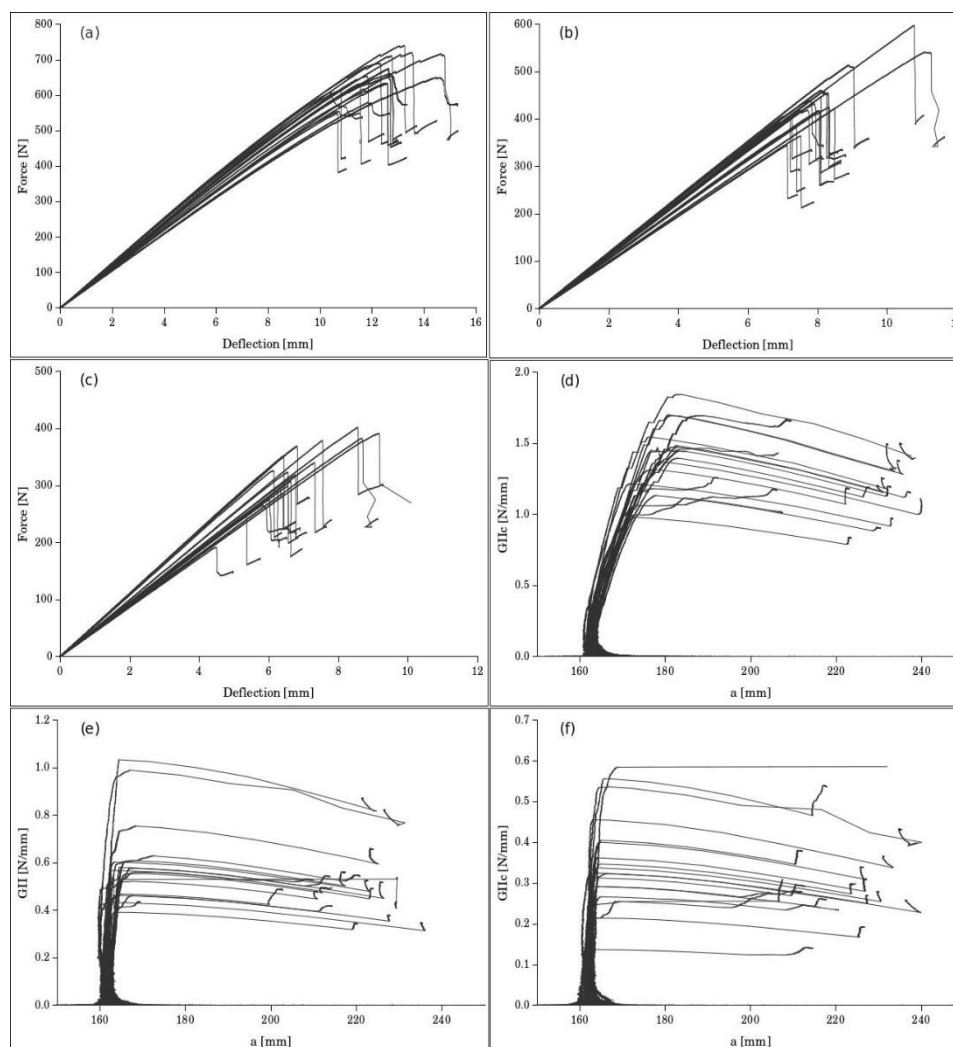 (a)
800
700
600
500
400
300
200
100
0
Force [N]
0 2 4 6 8 10 12 14 16
Deflection [mm]
(b)
600
500
400
300
200
100
0
Force [N]
0 2 4 6 8 10
Deflection [mm]
(c)
500
400
300
200
100
0
Force [N]
0 2 4 6 8 10 12
Deflection [mm]
(d)
2.0
1.5
1.0
0.5
0.0
GIIc [N/mm]
160 180 200 220 240
a [mm]
(e)
1.2
1.0
0.8
0.6
0.4
0.2
0.0
GII [N/mm]
160 180 200 220 240
a [mm]
(f)
0.7
0.6
0.5
0.4
0.3
0.2
0.1
0.0
GIIc [N/mm]
160 180 200 220 240
a [mm]